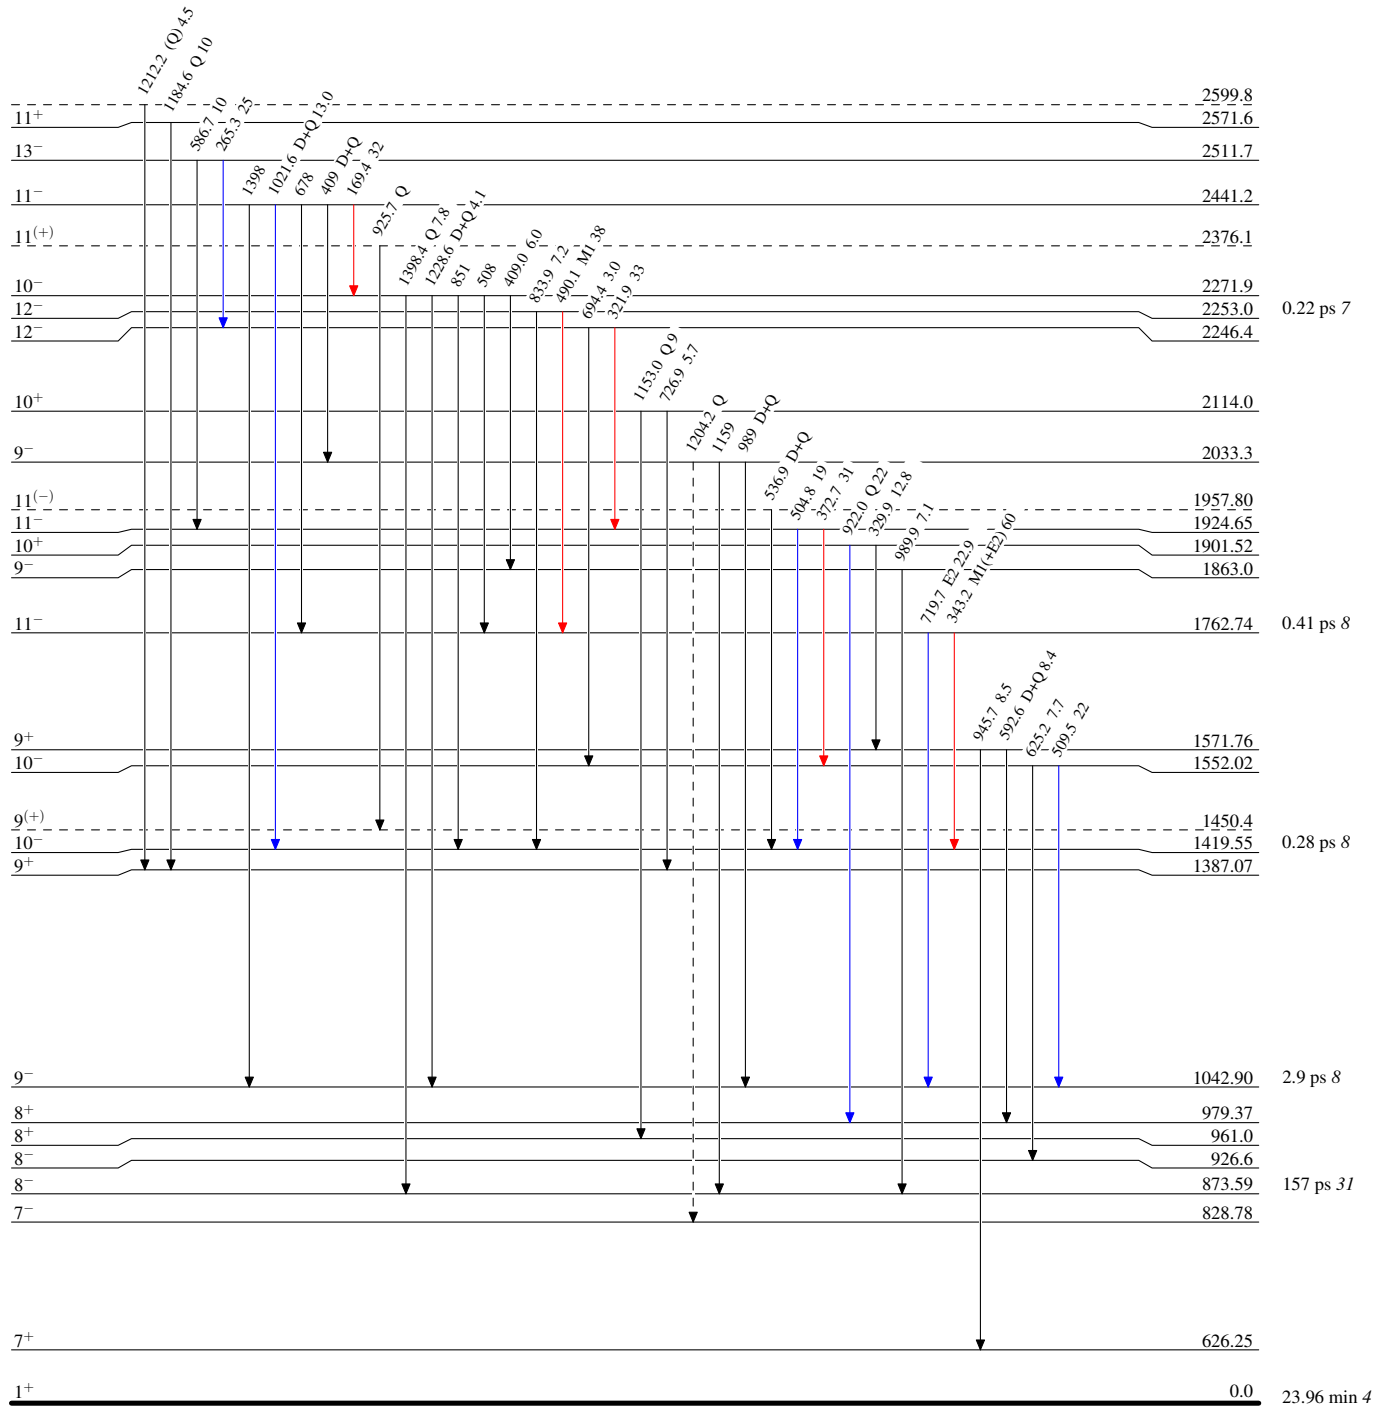 1212.2 (Q) 4.5
1184.6 Q 10
586.7 10
265.3 25
1398
1021.6 D+Q 13.0
678
409 D+Q
169.4 32
925.7 Q
1398.4 Q 7.8
1228.6 D+Q 4.1
851
508
409.0 6.0
833.9 7.2
490.1 M1 38
694.4 3.0
321.9 33
1153.0 Q 9
726.9 5.7
1204.2 Q
1159
989 D+Q
536.9 D+Q
504.8 19
372.7 31
922.0 Q 22
329.9 12.8
989.9 7.1
719.7 E2 22.9
343.2 M1(+E2) 60
945.7 8.5
592.6 D+Q 8.4
625.2 7.7
509.5 22
2599.8
11⁺ 2571.6
13⁻ 2511.7
11⁻ 2441.2
11⁽⁺⁾ 2376.1
10⁻ 2271.9
12⁻ 2253.0 0.22 ps 7
12⁻ 2246.4
10⁺ 2114.0
9⁻ 2033.3
11⁽⁻⁾ 1957.80
11⁻ 1924.65
10⁺ 1901.52
9⁻ 1863.0
11⁻ 1762.74 0.41 ps 8
9⁺ 1571.76
10⁻ 1552.02
9⁽⁺⁾ 1450.4
10⁻ 1419.55 0.28 ps 8
9⁺ 1387.07
9⁻ 1042.90 2.9 ps 8
8⁺ 979.37
8⁺ 961.0
8⁻ 926.6
8⁻ 873.59 157 ps 31
7⁻ 828.78
7⁺ 626.25
1⁺ 0.0 23.96 min 4